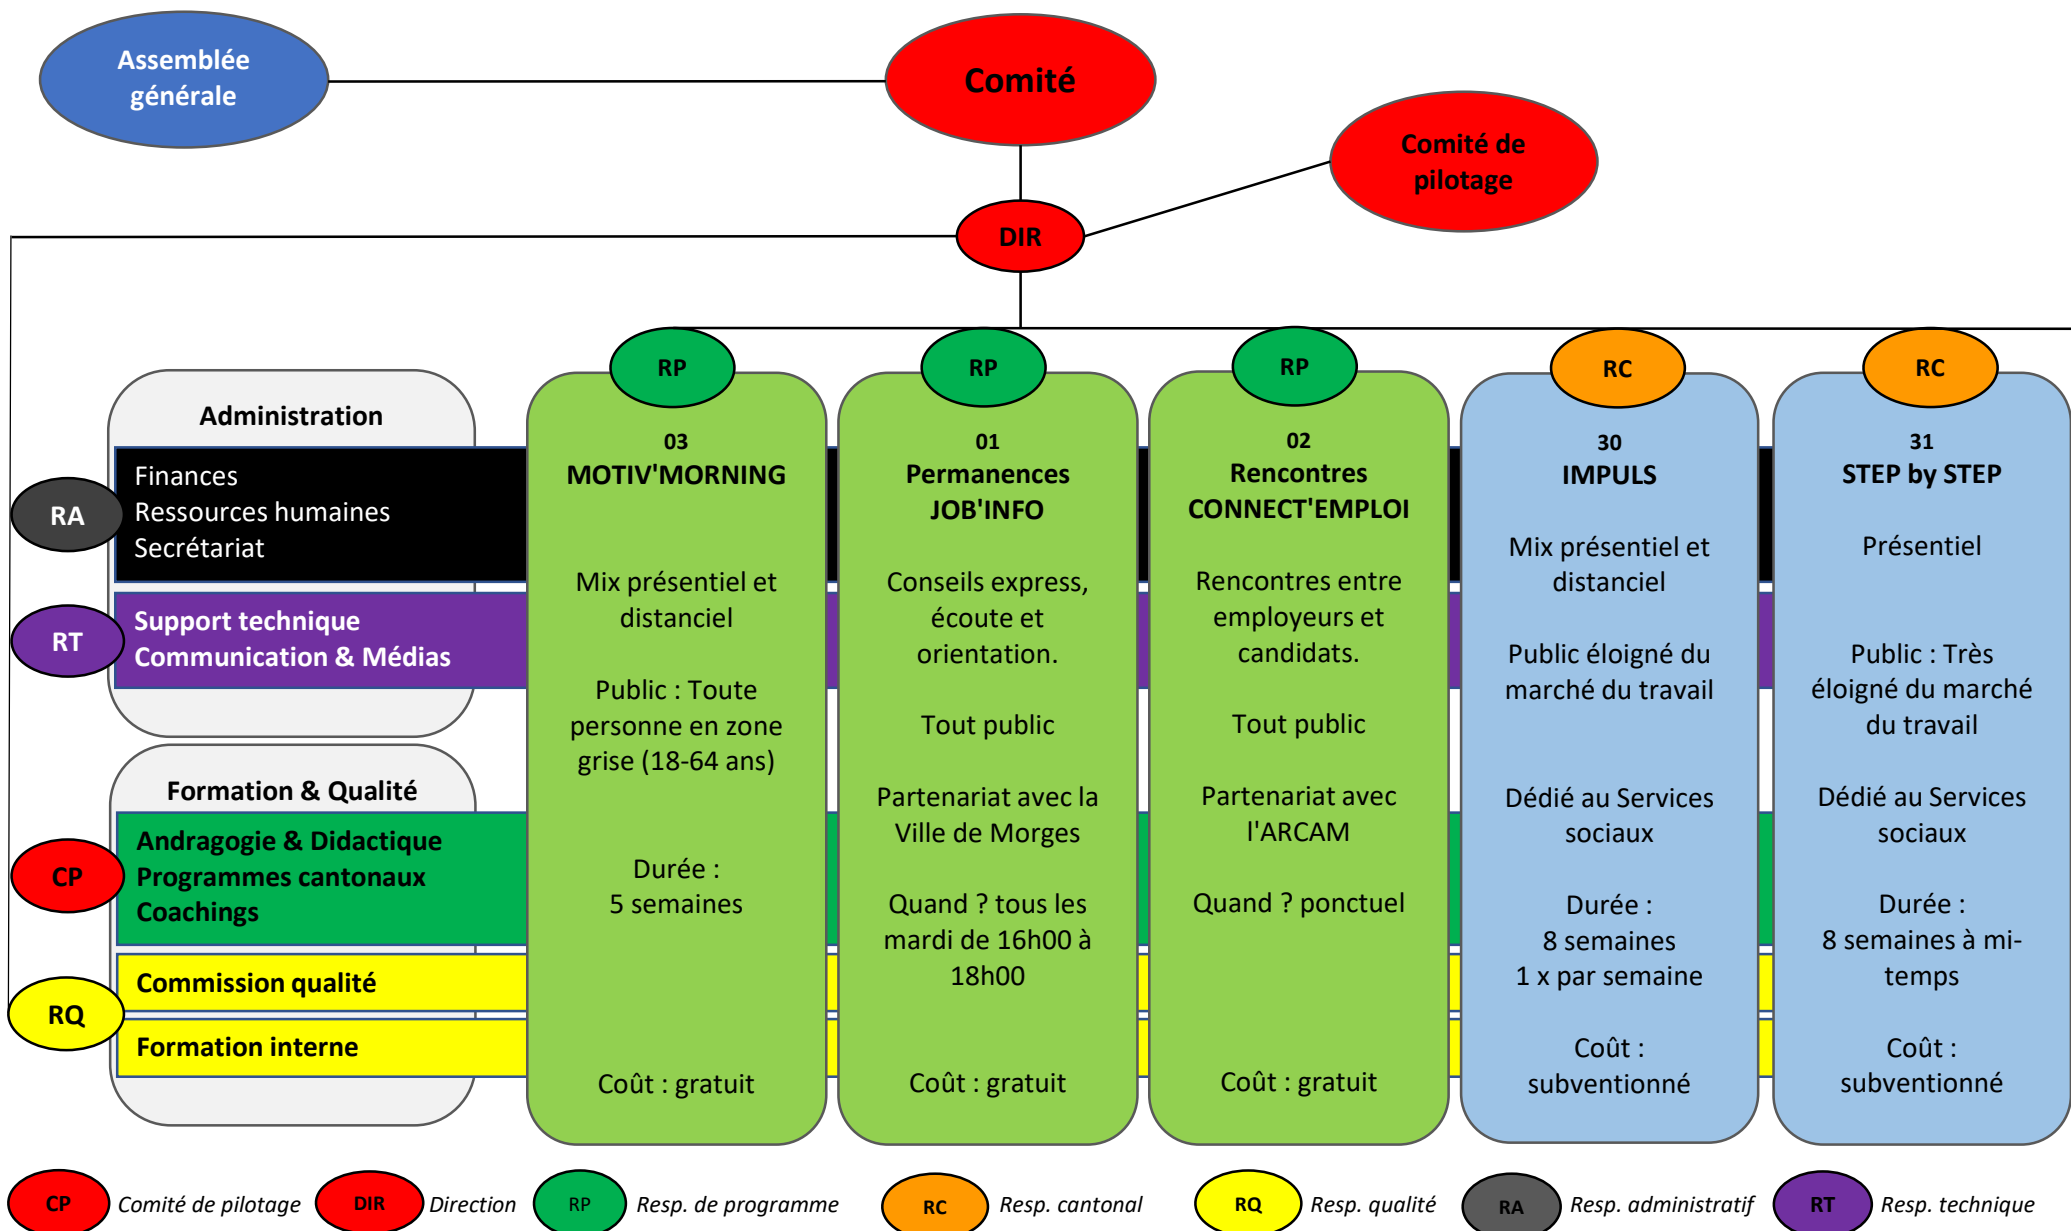 Assemblée
générale
Comité
Comité de
pilotage
DIR
RP
RP
RP
RC
RC
Administration
RA
Finances
Ressources humaines
Secrétariat
RT
Support technique
Communication & Médias
Formation & Qualité
CP
Andragogie & Didactique
Programmes cantonaux
Coachings
RQ
Commission qualité
Formation interne
03
MOTIV'MORNING
Mix présentiel et
distanciel
Public : Toute
personne en zone
grise (18-64 ans)
Durée :
5 semaines
Coût : gratuit
01
Permanences
JOB'INFO
Conseils express,
écoute et
orientation.
Tout public
Partenariat avec la
Ville de Morges
Quand ? tous les
mardi de 16h00 à
18h00
Coût : gratuit
02
Rencontres
CONNECT'EMPLOI
Rencontres entre
employeurs et
candidats.
Tout public
Partenariat avec
l'ARCAM
Quand ? ponctuel
Coût : gratuit
30
IMPULS
Mix présentiel et
distanciel
Public éloigné du
marché du travail
Dédié au Services
sociaux
Durée :
8 semaines
1 x par semaine
Coût :
subventionné
31
STEP by STEP
Présentiel
Public : Très
éloigné du marché
du travail
Dédié au Services
sociaux
Durée :
8 semaines à mi-
temps
Coût :
subventionné
CP Comité de pilotage
DIR Direction
RP Resp. de programme
RC Resp. cantonal
RQ Resp. qualité
RA Resp. administratif
RT Resp. technique